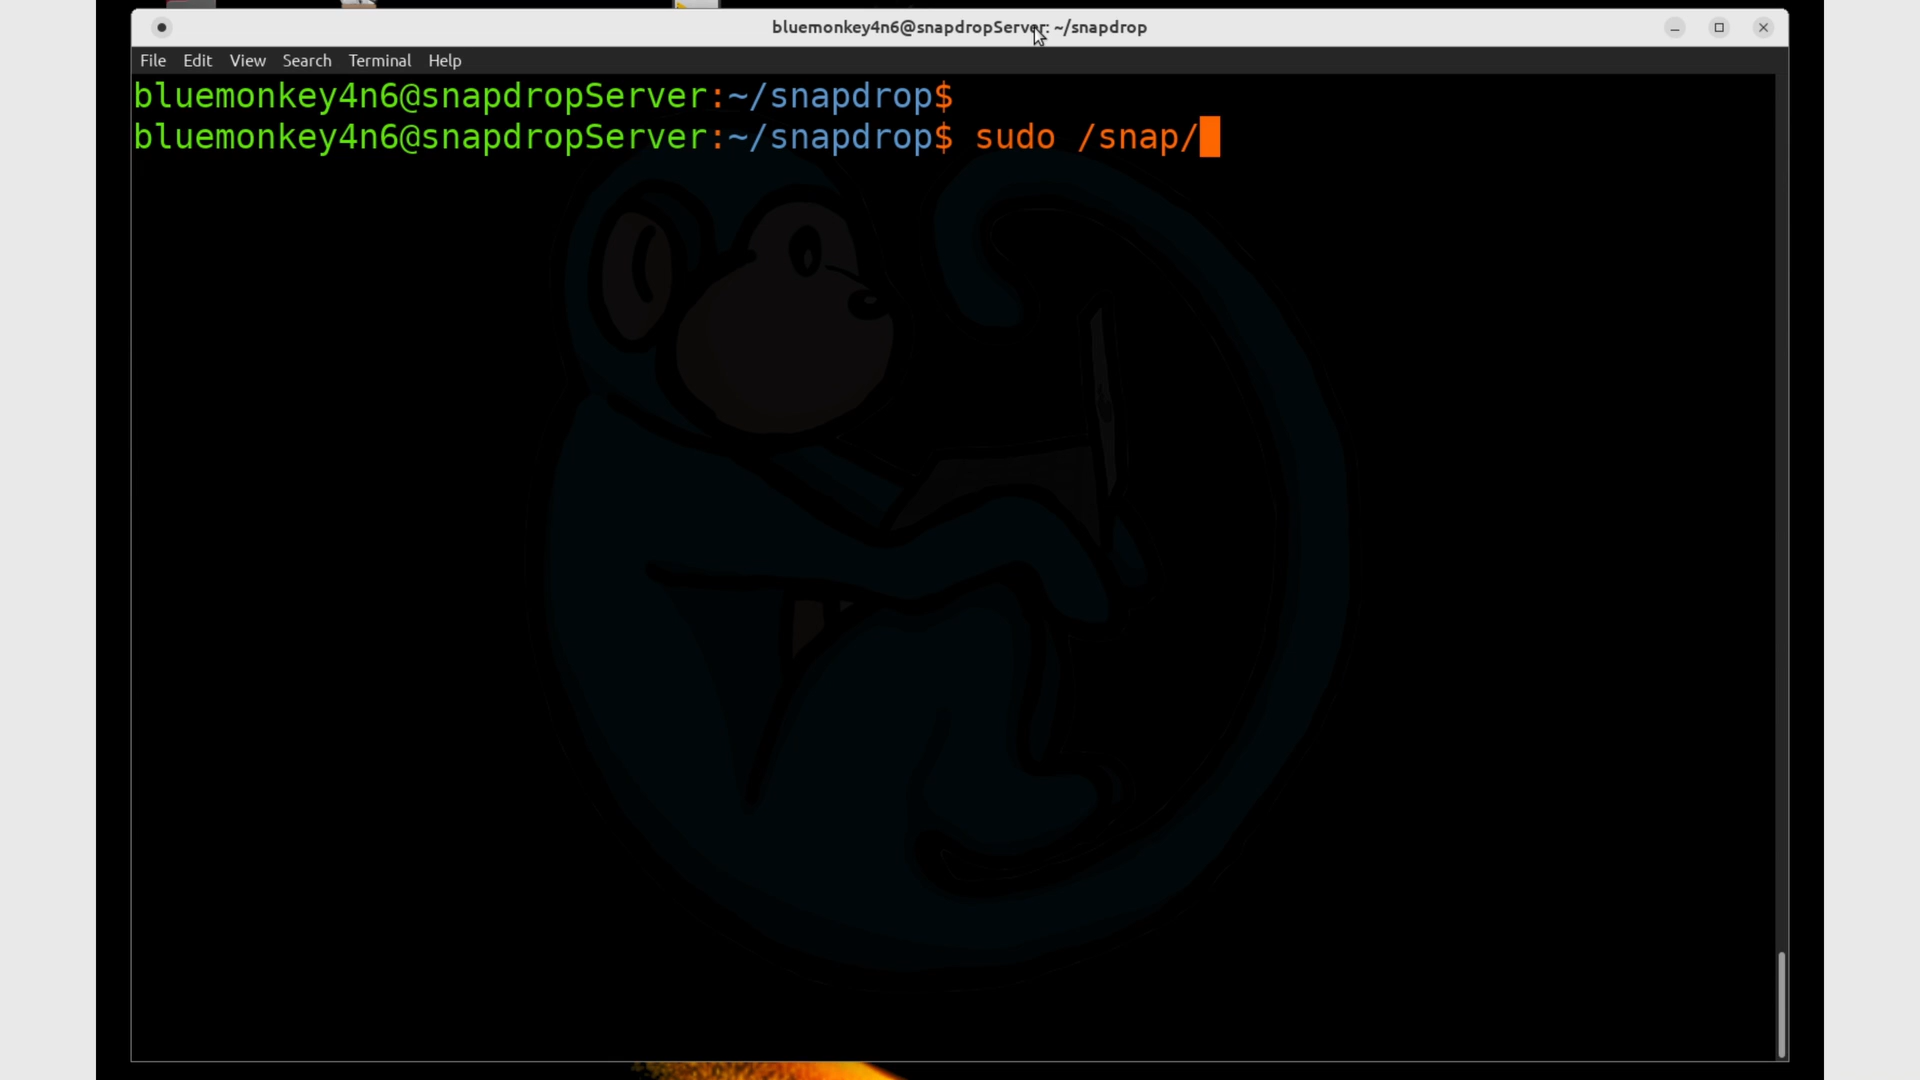 bluemonkey4n6@snapdropServer: ~/snapdrop
File Edit View Search Terminal Help
bluemonkey4n6@snapdropServer:~/snapdrop$
bluemonkey4n6@snapdropServer:~/snapdrop$ sudo /snap/